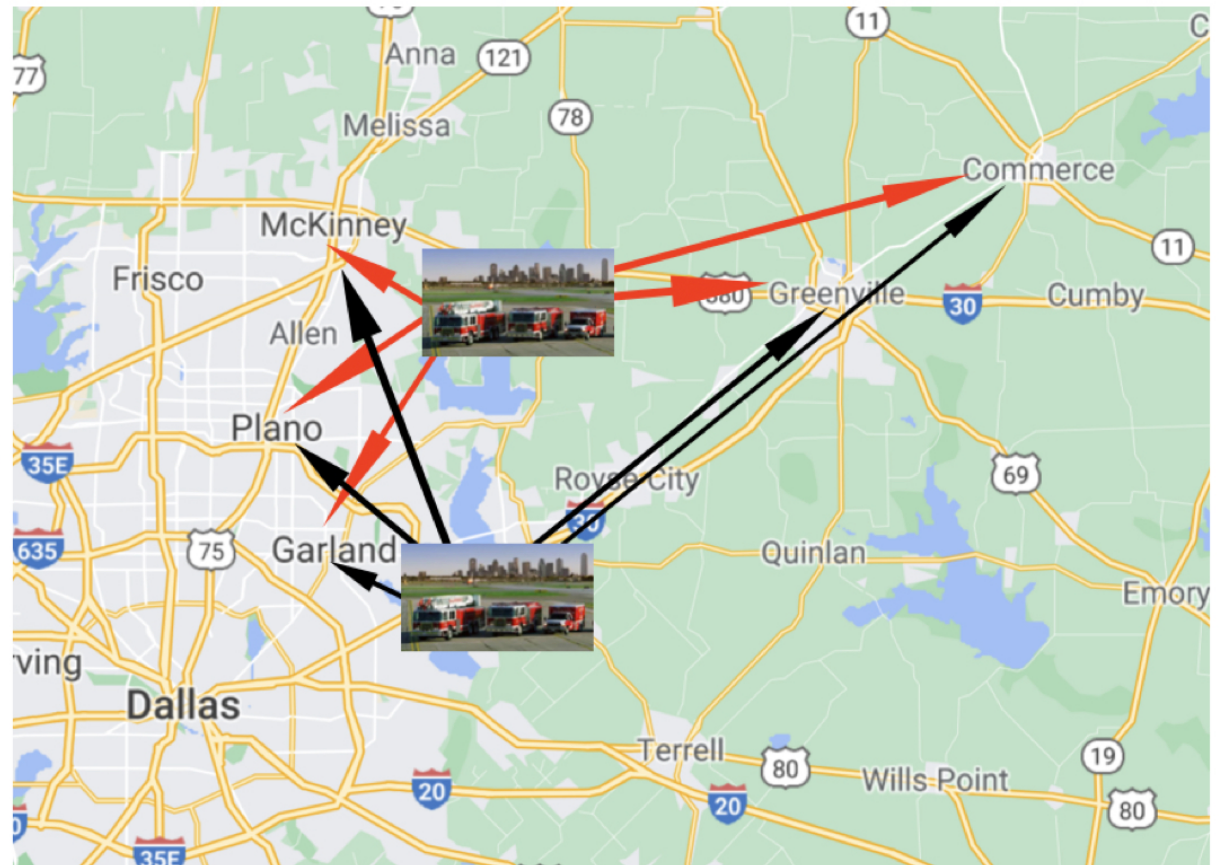 11
C
77
Anna
121
78
Melissa
Commerce
McKinney
11
Frisco
380
Greenville
30
Cumby
Allen
Plano
35E
Royse City
69
30
635
75
Garland
Quinlan
Emory
rving
Dallas
Terrell
80
19
Wills Point
20
20
80
35E